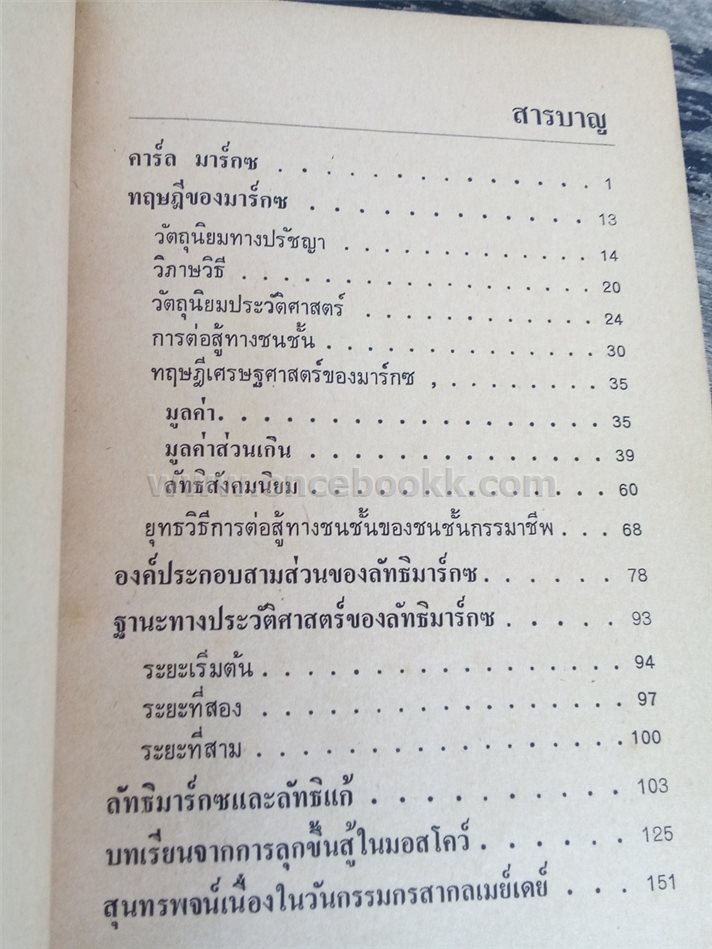 สารบาญ
คาร์ล มาร์กซ . . . . . . . . . . . . . . 1
ทฤษฎีของมาร์กซ . . . . . . . . . . . . 13
วัตถุนิยมทางปรัชญา . . . . . . . . . . . 14
วิภาษวิธี . . . . . . . . . . . . . . . . 20
วัตถุนิยมประวัติศาสตร์ . . . . . . . . . . 24
การต่อสู้ทางชนชั้น . . . . . . . . . . . . 30
ทฤษฎีเศรษฐศาสตร์ของมาร์กซ , . . . . . . . 35
มูลค่า. . . . . . . . . . . . . . . . . 35
มูลค่าส่วนเกิน . . . . . . . . . . . . . 39
www.oncebookk.com
ลัทธิสังคมนิยม . . . . . . . . . . . . . 60
ยุทธวิธีการต่อสู้ทางชนชั้นของชนชั้นกรรมาชีพ . . . 68
องค์ประกอบสามส่วนของลัทธิมาร์กซ . . . . . . 78
ฐานะทางประวัติศาสตร์ของลัทธิมาร์กซ . . . . . 93
ระยะเริ่มต้น . . . . . . . . . . . . . . . 94
ระยะที่สอง . . . . . . . . . . . . . . . 97
ระยะที่สาม . . . . . . . . . . . . . . . 100
ลัทธิมาร์กซและลัทธิแก้ . . . . . . . . . . 103
บทเรียนจากการลุกขึ้นสู้ในมอสโคว์ . . . . . . 125
สุนทรพจน์เนื่องในวันกรรมกรสากลเมย์เดย์ . . . 151